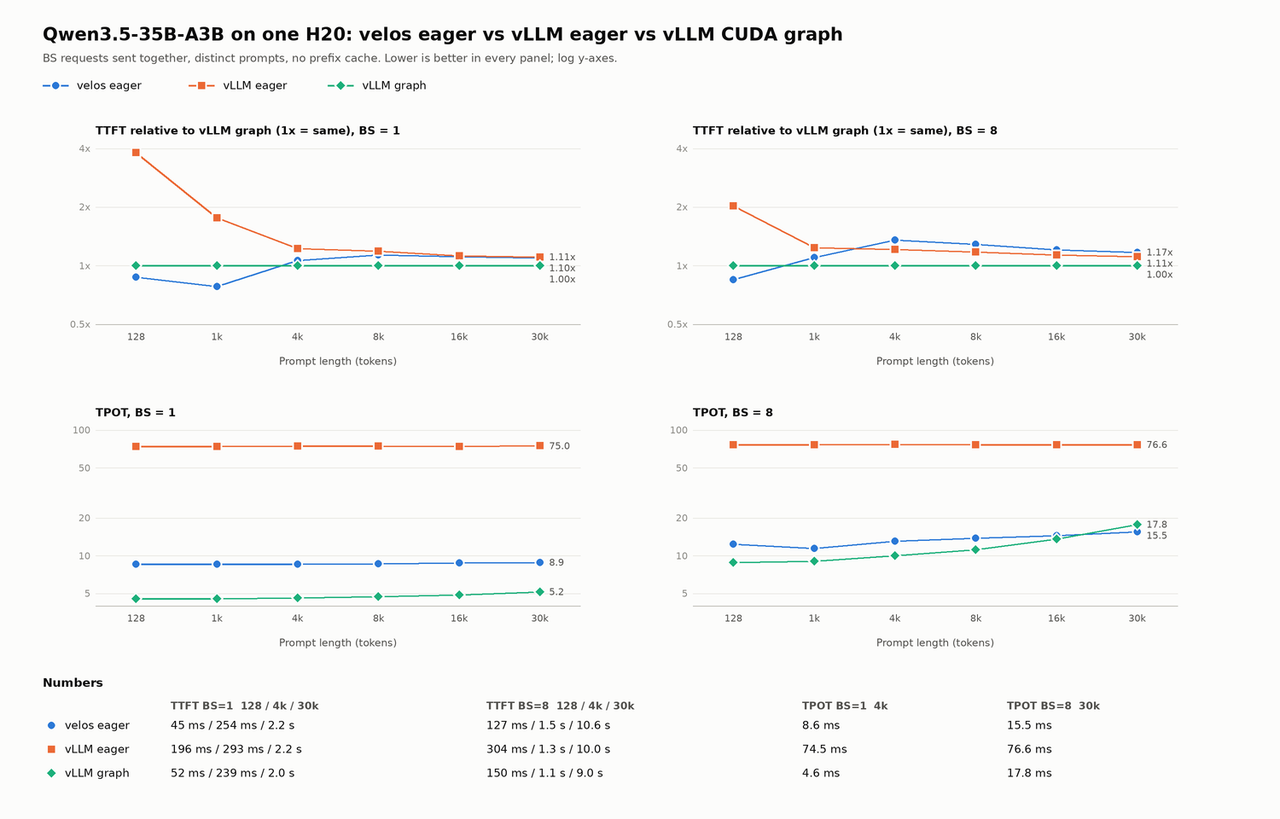 Qwen3.5-35B-A3B on one H20: velos eager vs vLLM eager vs vLLM CUDA graph
BS requests sent together, distinct prompts, no prefix cache. Lower is better in every panel; log y-axes.
velos eager vLLM eager vLLM graph
TTFT relative to vLLM graph (1x = same), BS = 1
4x
2x
1x
0.5x
1.11x
1.10x
1.00x
128 1k 4k 8k 16k 30k
Prompt length (tokens)
TTFT relative to vLLM graph (1x = same), BS = 8
4x
2x
1x
0.5x
1.17x
1.11x
1.00x
128 1k 4k 8k 16k 30k
Prompt length (tokens)
TPOT, BS = 1
100
50
20
10
5
75.0
8.9
5.2
128 1k 4k 8k 16k 30k
Prompt length (tokens)
TPOT, BS = 8
100
50
20
10
5
76.6
17.8
15.5
128 1k 4k 8k 16k 30k
Prompt length (tokens)
Numbers
TTFT BS=1 128 / 4k / 30k TTFT BS=8 128 / 4k / 30k TPOT BS=1 4k TPOT BS=8 30k
velos eager 45 ms / 254 ms / 2.2 s 127 ms / 1.5 s / 10.6 s 8.6 ms 15.5 ms
vLLM eager 196 ms / 293 ms / 2.2 s 304 ms / 1.3 s / 10.0 s 74.5 ms 76.6 ms
vLLM graph 52 ms / 239 ms / 2.0 s 150 ms / 1.1 s / 9.0 s 4.6 ms 17.8 ms